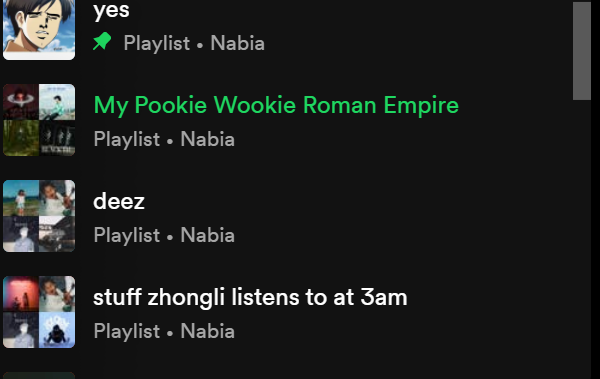 yes
Playlist • Nabia
My Pookie Wookie Roman Empire
Playlist • Nabia
deez
Playlist • Nabia
stuff zhongli listens to at 3am
Playlist • Nabia